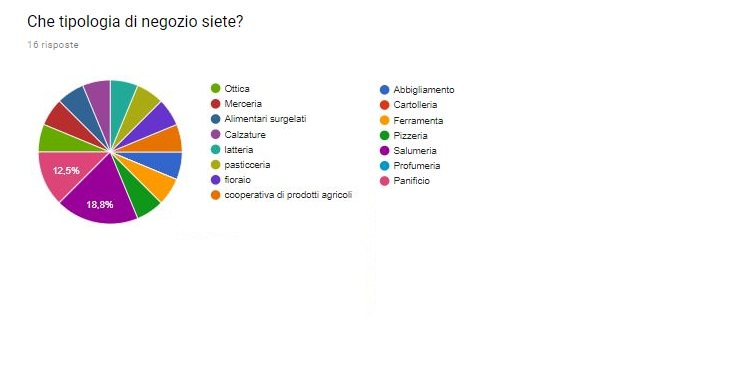 Che tipologia di negozio siete?
16 risposte
12,5%
18,8%
Ottica
Merceria
Alimentari surgelati
Calzature
latteria
pasticceria
fioraio
cooperativa di prodotti agricoli
Abbigliamento
Cartolleria
Ferramenta
Pizzeria
Salumeria
Profumeria
Panificio